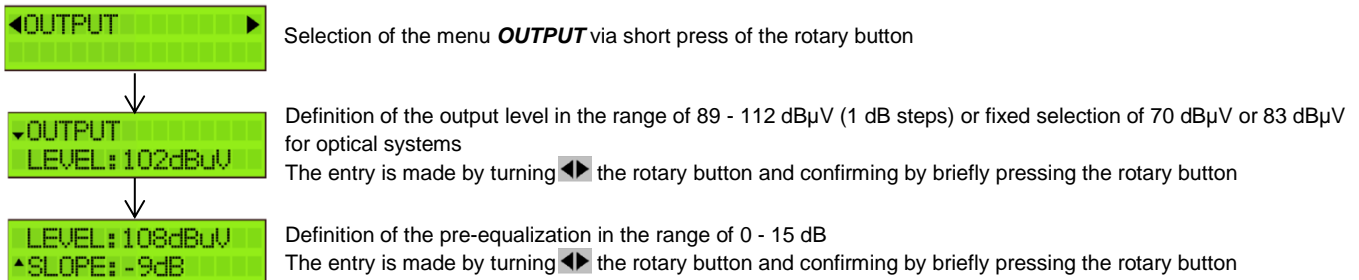 ◀OUTPUT ▶
Selection of the menu OUTPUT via short press of the rotary button
OUTPUT
LEVEL:102dBuV
Definition of the output level in the range of 89 - 112 dBµV (1 dB steps) or fixed selection of 70 dBµV or 83 dBµV
for optical systems
The entry is made by turning ◀▶ the rotary button and confirming by briefly pressing the rotary button
LEVEL:108dBuV
SLOPE:-9dB
Definition of the pre-equalization in the range of 0 - 15 dB
The entry is made by turning ◀▶ the rotary button and confirming by briefly pressing the rotary button